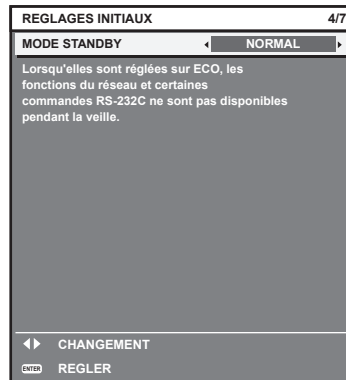 REGLAGES INITIAUX 4/7
MODE STANDBY NORMAL
Lorsqu'elles sont réglées sur ECO, les
fonctions du réseau et certaines
commandes RS-232C ne sont pas disponibles
pendant la veille.
CHANGEMENT
ENTER REGLER